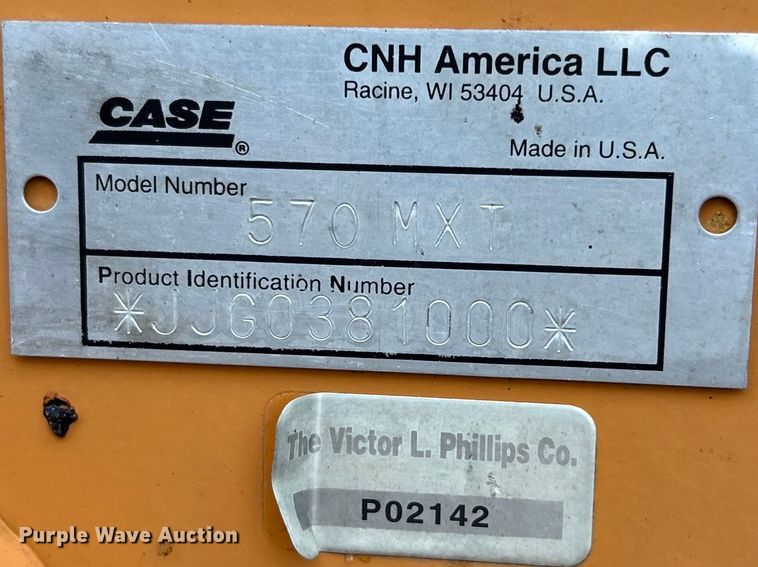 CNH America LLC
Racine, WI 53404 U.S.A.
CASE®
Made in U.S.A.
Model Number
570 MXT
Product Identification Number
*JJG0381000*
The Victor L. Phillips Co.
P02142
Purple Wave Auction